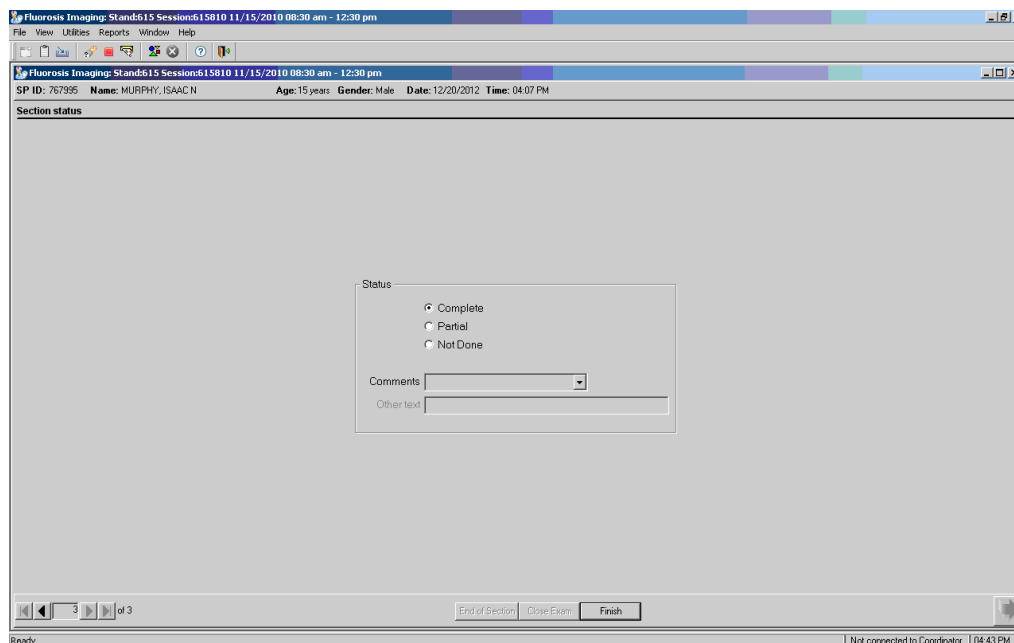 Fluorosis Imaging: Stand:615 Session:615810 11/15/2010 08:30 am - 12:30 pm
File View Utilities Reports Window Help
Fluorosis Imaging: Stand:615 Session:615810 11/15/2010 08:30 am - 12:30 pm
SP ID: 767995 Name: MURPHY, ISAAC N Age: 15 years Gender: Male Date: 12/20/2012 Time: 04:07 PM
Section status
Status
Complete
Partial
Not Done
Comments
Other text
3 of 3 End of Section Close Exam Finish
Ready Not connected to Coordinator 04:43 PM